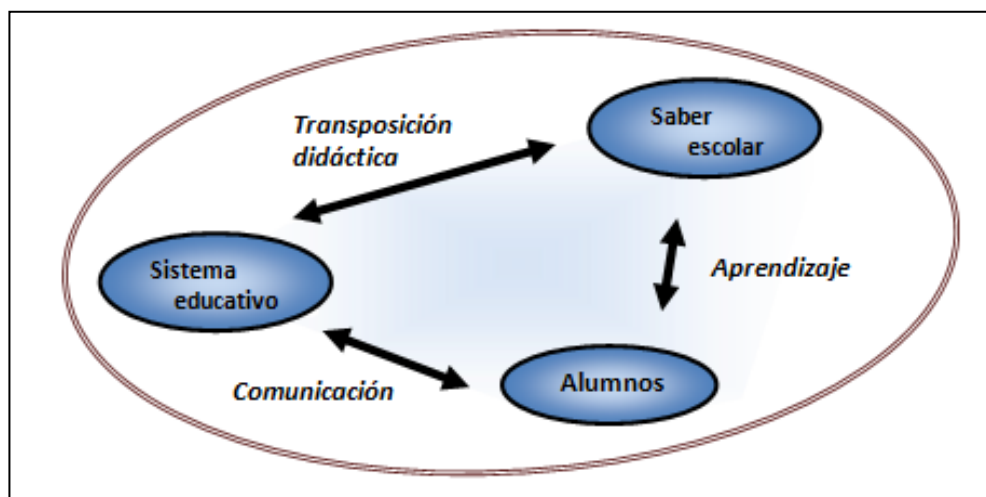 Saber
escolar
Transposición
didáctica
Sistema
educativo
Aprendizaje
Comunicación
Alumnos